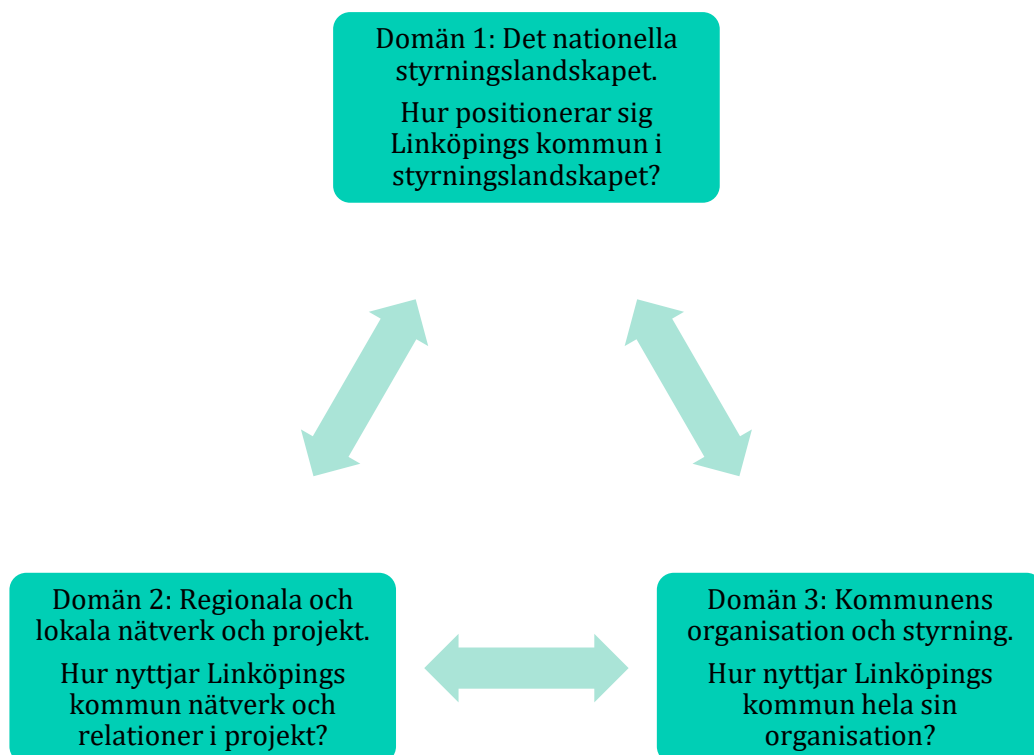 Domän 1: Det nationella
styrningslandskapet.
Hur positionerar sig
Linköpings kommun i
styrningslandskapet?
Domän 2: Regionala och
lokala nätverk och projekt.
Hur nyttjar Linköpings
kommun nätverk och
relationer i projekt?
Domän 3: Kommunens
organisation och styrning.
Hur nyttjar Linköpings
kommun hela sin
organisation?